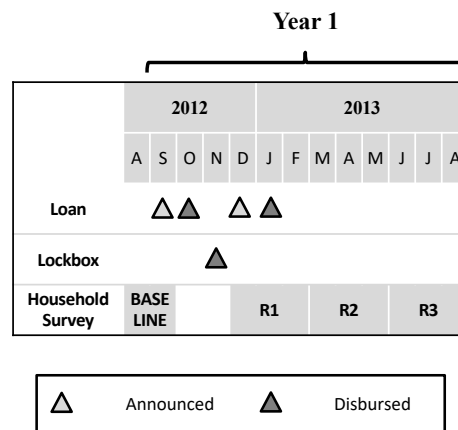 Year 1
2012 2013
A S O N D J F M A M J J A
Loan
Lockbox
Household Survey
BASE LINE
R1 R2 R3
Announced Disbursed